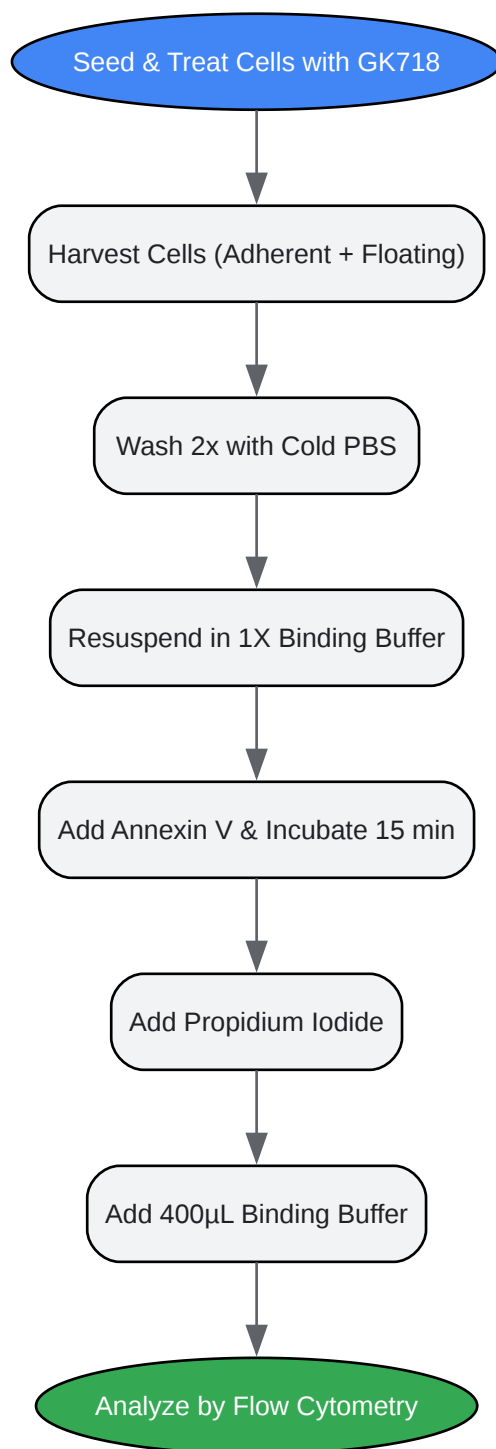 Seed & Treat Cells with GK718
Harvest Cells (Adherent + Floating)
Wash 2x with Cold PBS
Resuspend in 1X Binding Buffer
Add Annexin V & Incubate 15 min
Add Propidium Iodide
Add 400µL Binding Buffer
Analyze by Flow Cytometry